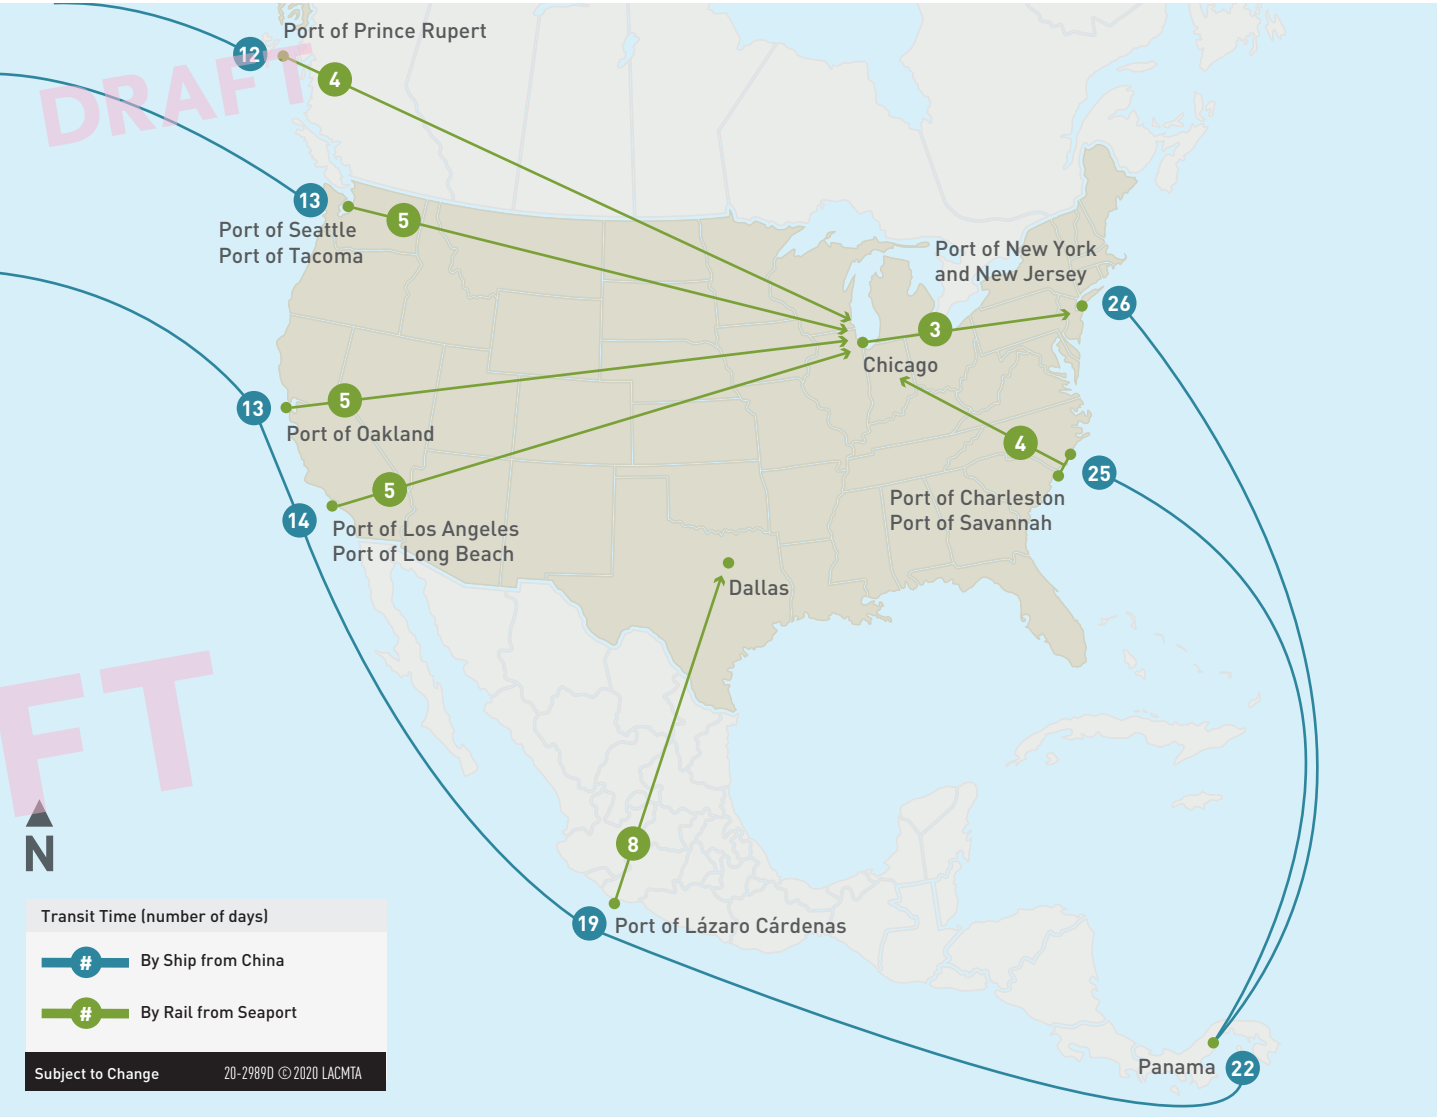 Port of Prince Rupert
12
4
DRAFT
13
5
Port of Seattle
Port of Tacoma
Port of New York
and New Jersey
26
3
Chicago
13
5
Port of Oakland
4
25
5
14
Port of Los Angeles
Port of Long Beach
Port of Charleston
Port of Savannah
Dallas
FT
N
8
19
Port of Lázaro Cárdenas
Transit Time (number of days)
# By Ship from China
# By Rail from Seaport
Subject to Change 20-2989D © 2020 LACMTA
Panama
22